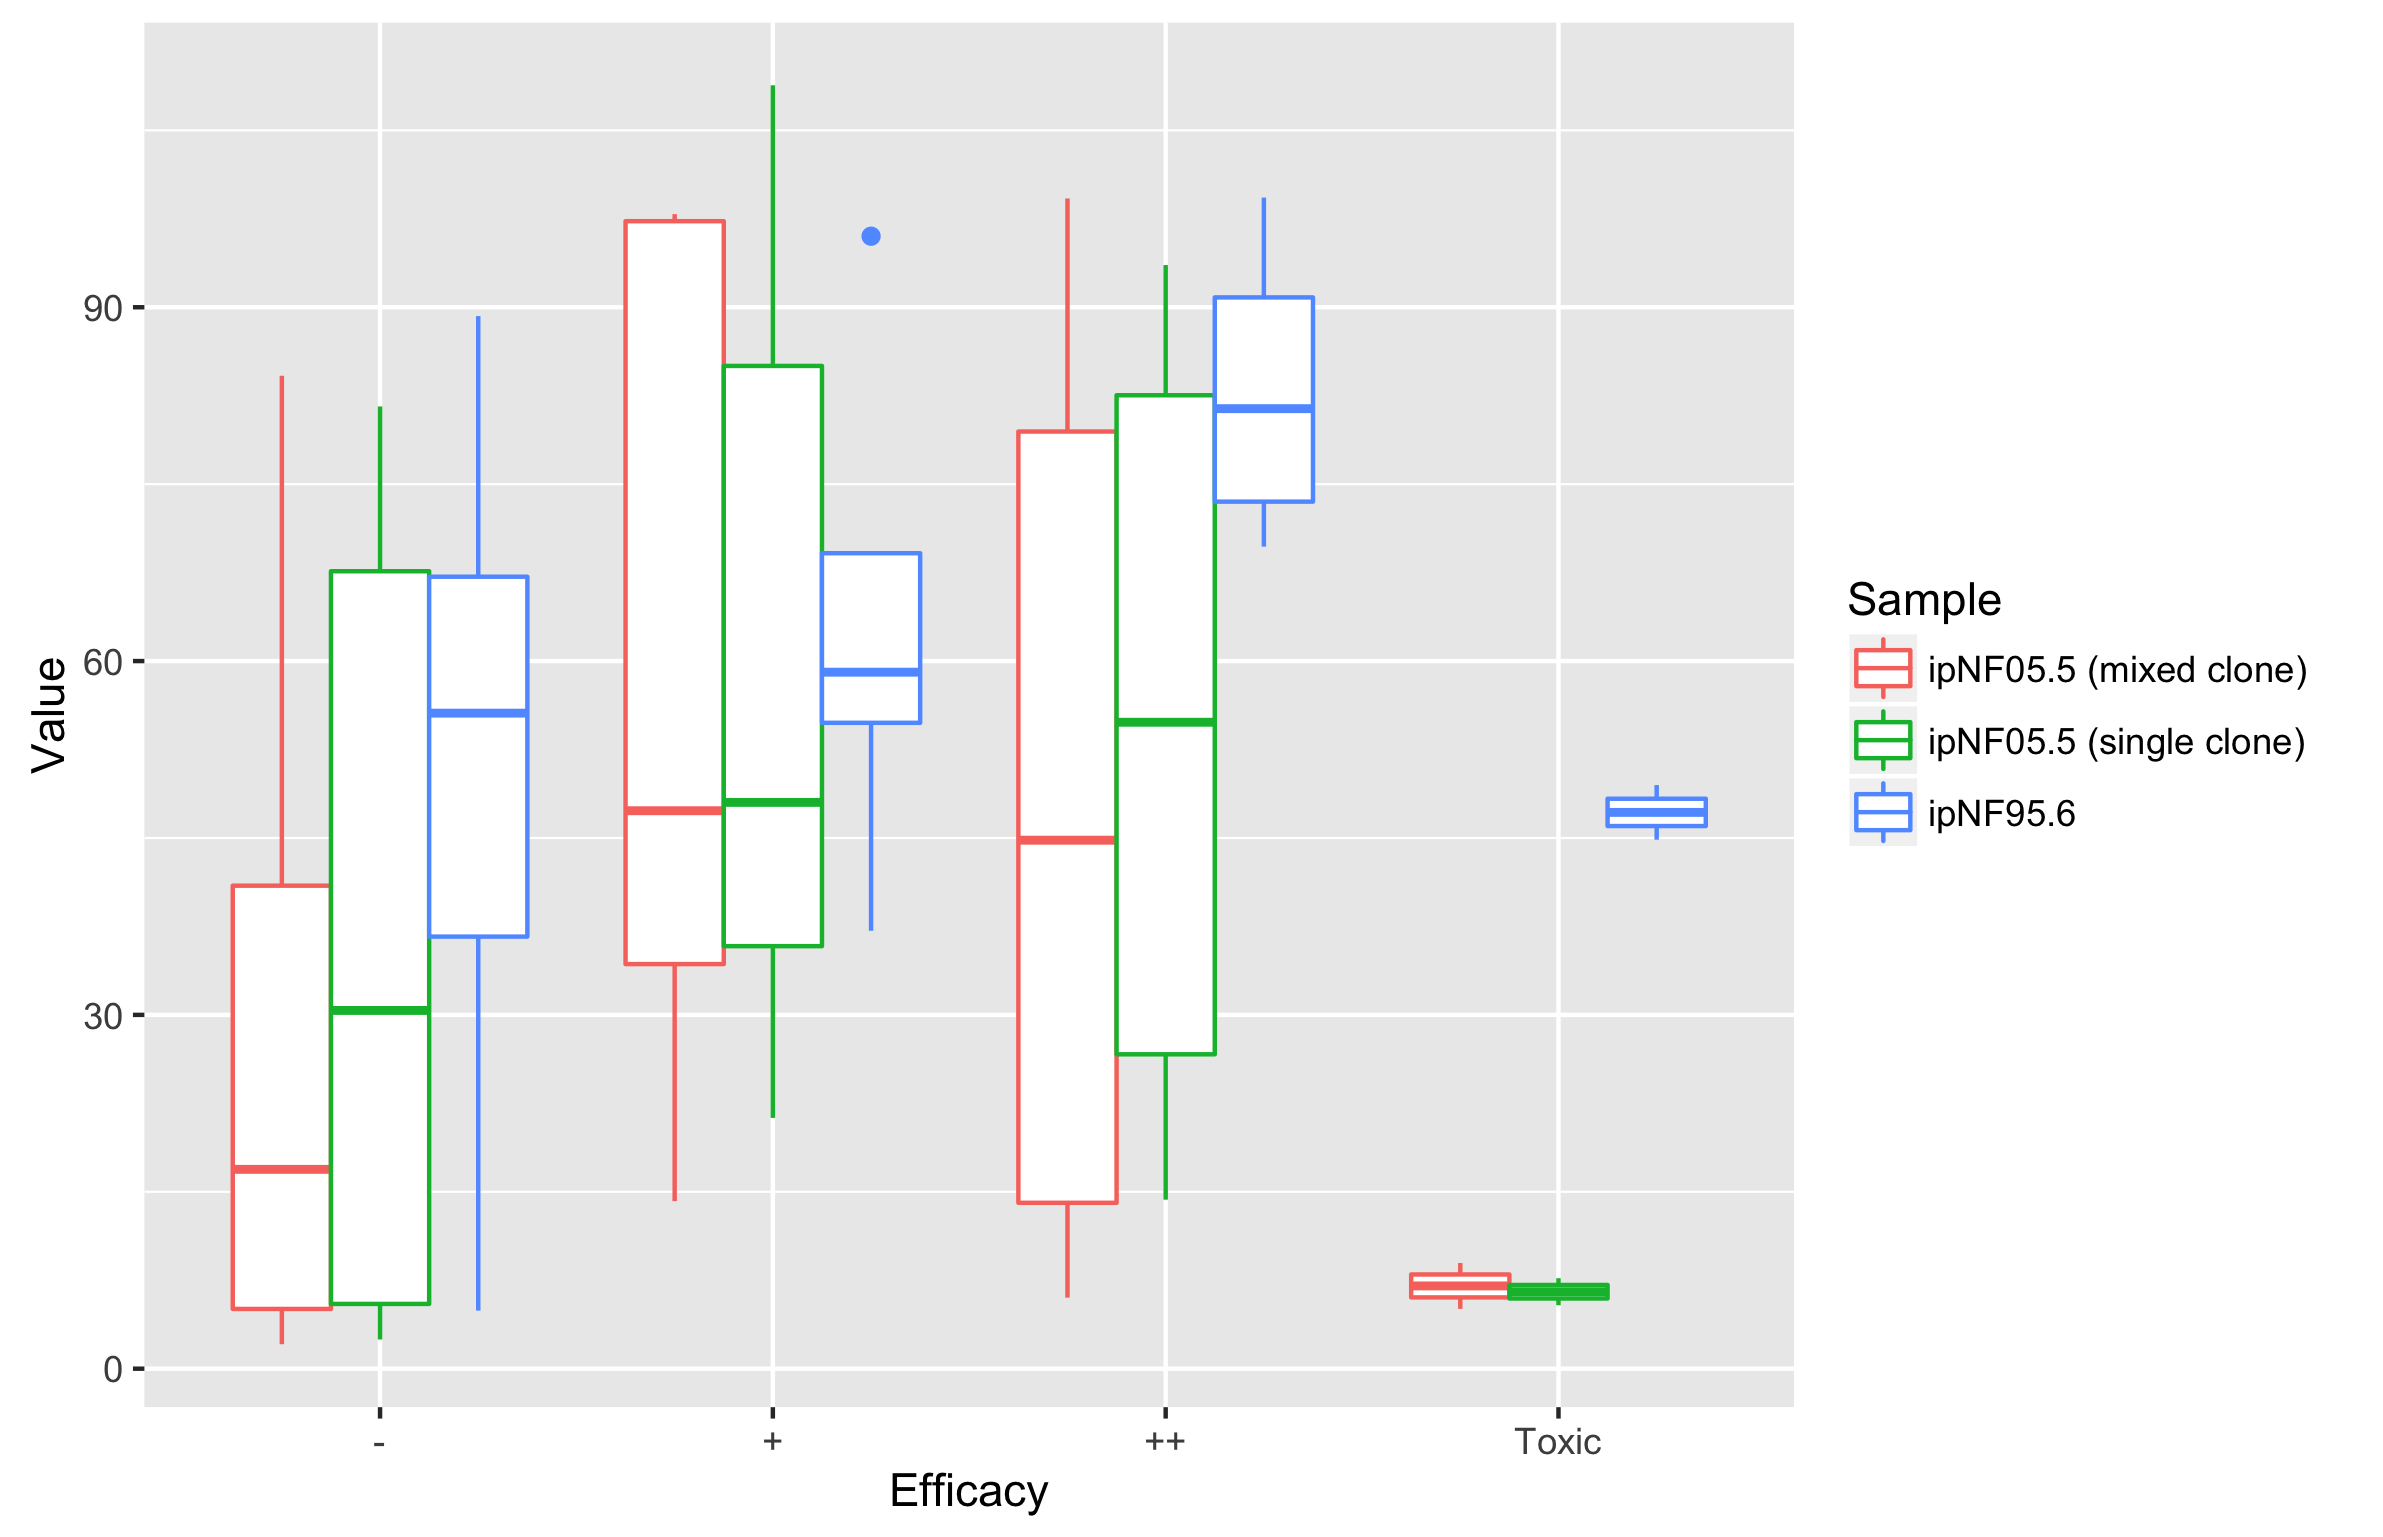 90
60
30
0
Value
-
+
++
Toxic
Efficacy
Sample
ipNF05.5 (mixed clone)
ipNF05.5 (single clone)
ipNF95.6